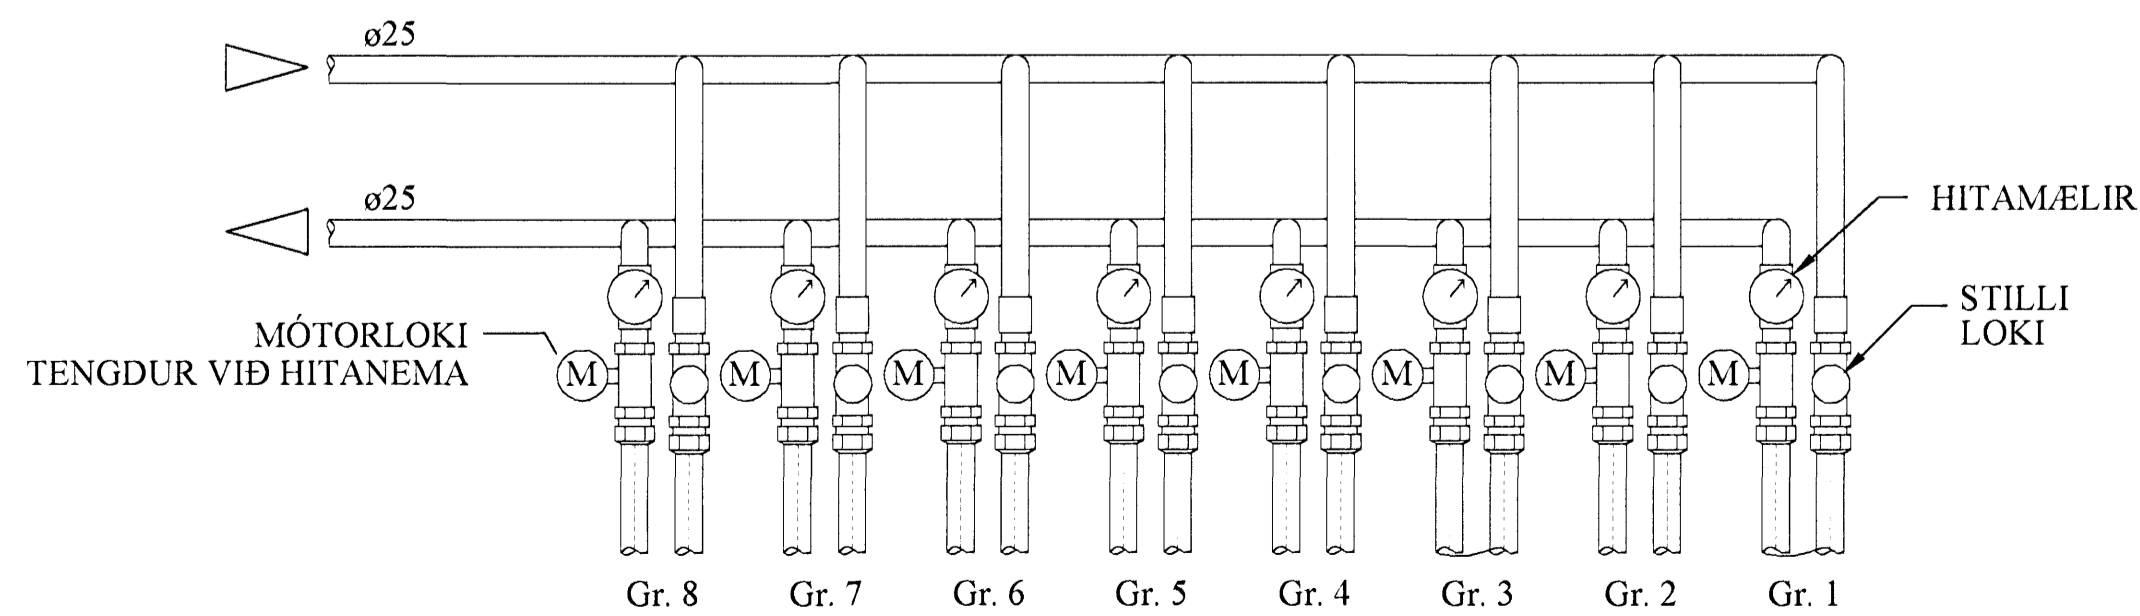 ø25
ø25
HITAMÆLIR
STILLI
LOKI
MÓTORLOKI
TENGDUR VIÐ HITANEMA
M M M M M M M M
Gr. 8 Gr. 7 Gr. 6 Gr. 5 Gr. 4 Gr. 3 Gr. 2 Gr. 1